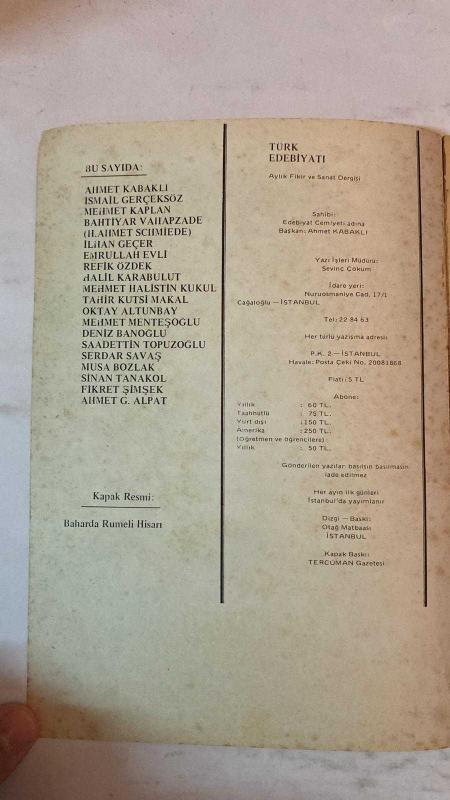 BU SAYIDA:
AHMET KABAKLI
İSMAİL GERÇEKSÖZ
MEHMET KAPLAN
BAHTİYAR VAHAPZADE
(H.AHMET SCHMİEDE)
İLHAN GEÇER
EMRULLAH EVLİ
REFİK ÖZDEK
HALİL KARABULUT
MEHMET HALİSTİN KUKUL
TAHİR KUTSİ MAKAL
OKTAY ALTUNBAY
MEHMET MENTEŞOĞLU
DENİZ BANOĞLU
SAADETTİN TOPUZOĞLU
SERDAR SAVAŞ
MUSA BOZLAK
SİNAN TANAKOL
FİKRET ŞİMŞEK
AHMET G. ALPAT
Kapak Resmi:
Baharda Rumeli Hisarı
TÜRK
EDEBİYATI
Aylık Fikir ve Sanat Dergisi
Sahibi:
Edebiyat Cemiyeti adına
Başkan: Ahmet KABAKLI
Yazı İşleri Müdürü:
Sevinç Çokum
İdare yeri:
Nuruosmaniye Cad. 17/1
Cağaloğlu — İSTANBUL
Tel: 22 84 63
Her türlü yazışma adresi:
P.K. 2 — İSTANBUL
Havale: Posta Çeki No. 20081868
Fiatı: 5 TL
Abone:
Yıllık : 60 TL.
Taahhütlü : 75 TL.
Yurt dışı :150 TL.
Amerika :250 TL.
(Öğretmen ve öğrencilere)
Yıllık : 50 TL.
Gönderilen yazılar basılsın basılmasın
iade edilmez
Her ayın ilk günleri
İstanbul'da yayımlanır
Dizgi — Baskı:
Otağ Matbaası
İSTANBUL
Kapak Baskı:
TERCÜMAN Gazetesi